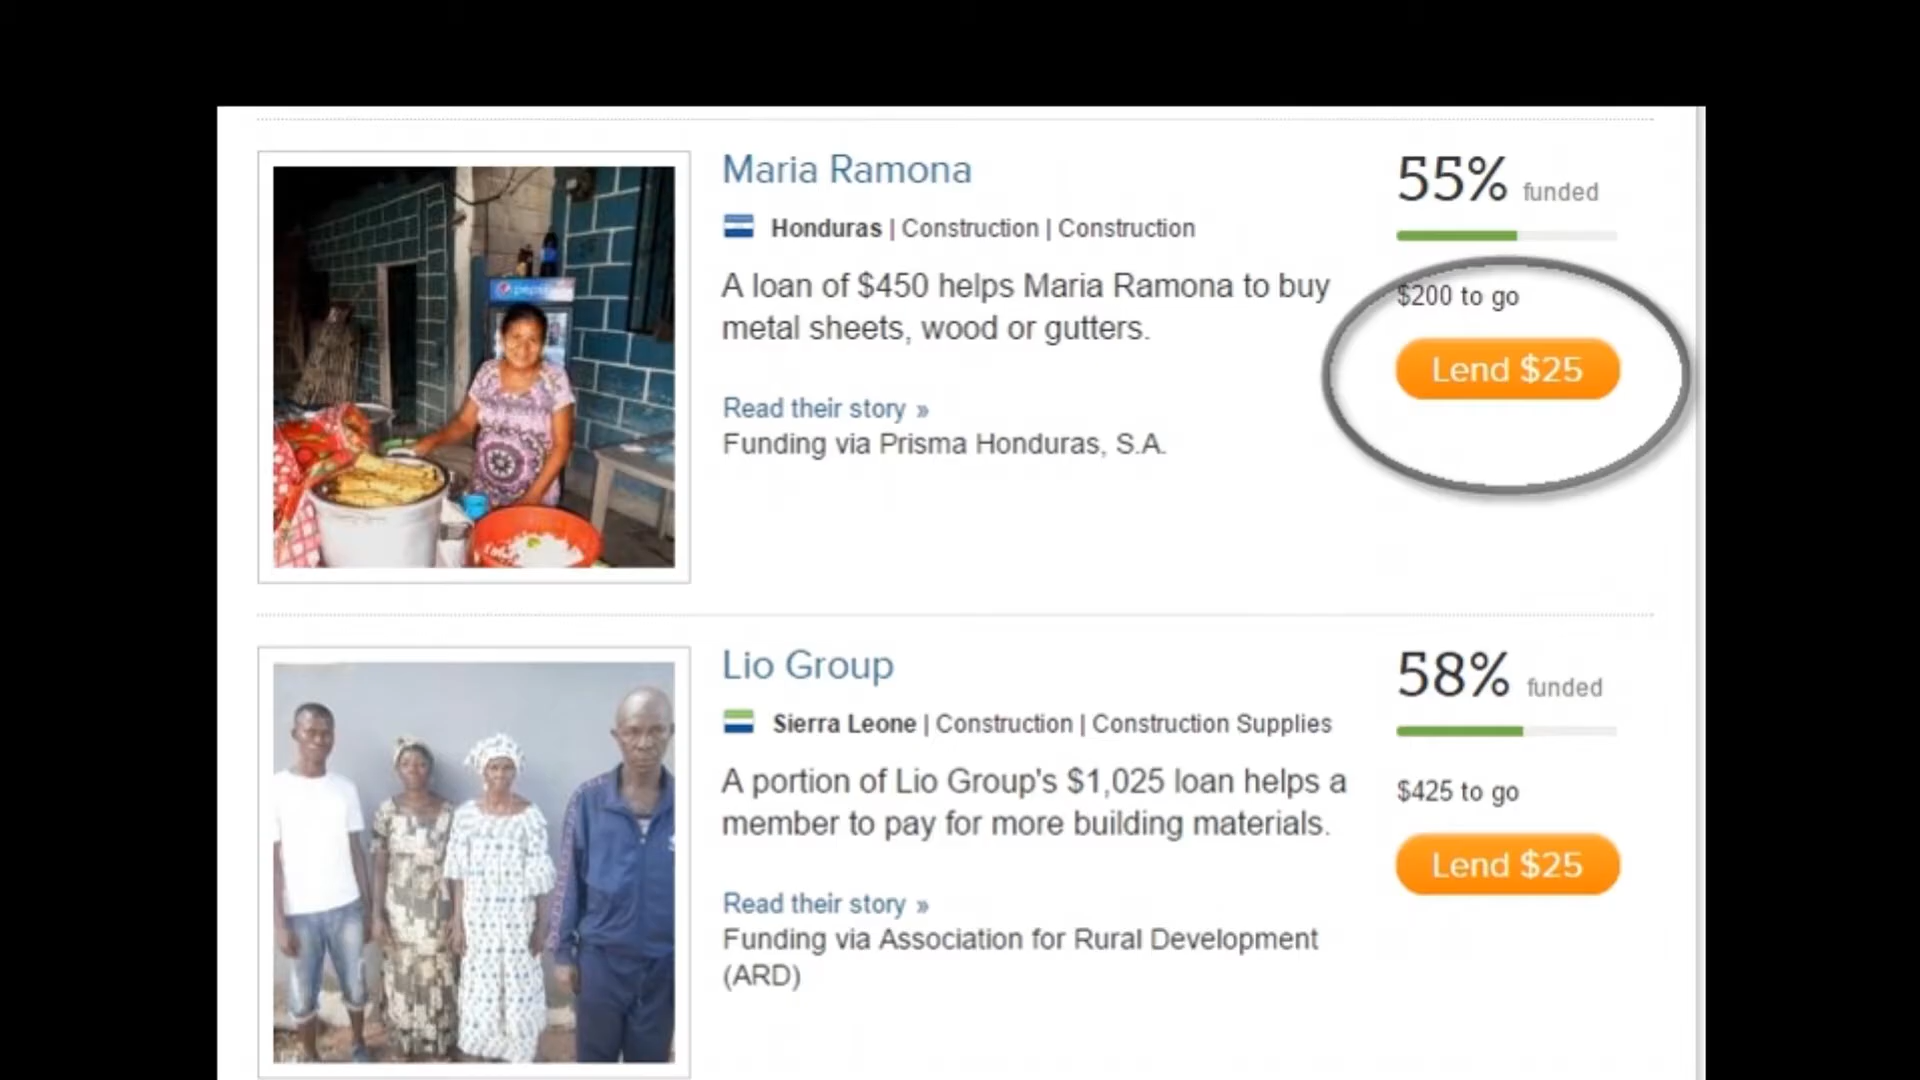 Maria Ramona
Honduras | Construction | Construction
A loan of $450 helps Maria Ramona to buy
metal sheets, wood or gutters.
Read their story »
Funding via Prisma Honduras, S.A.
55% funded
$200 to go
Lend $25
pepsi
Lio Group
Sierra Leone | Construction | Construction Supplies
A portion of Lio Group's $1,025 loan helps a
member to pay for more building materials.
Read their story »
Funding via Association for Rural Development
(ARD)
58% funded
$425 to go
Lend $25